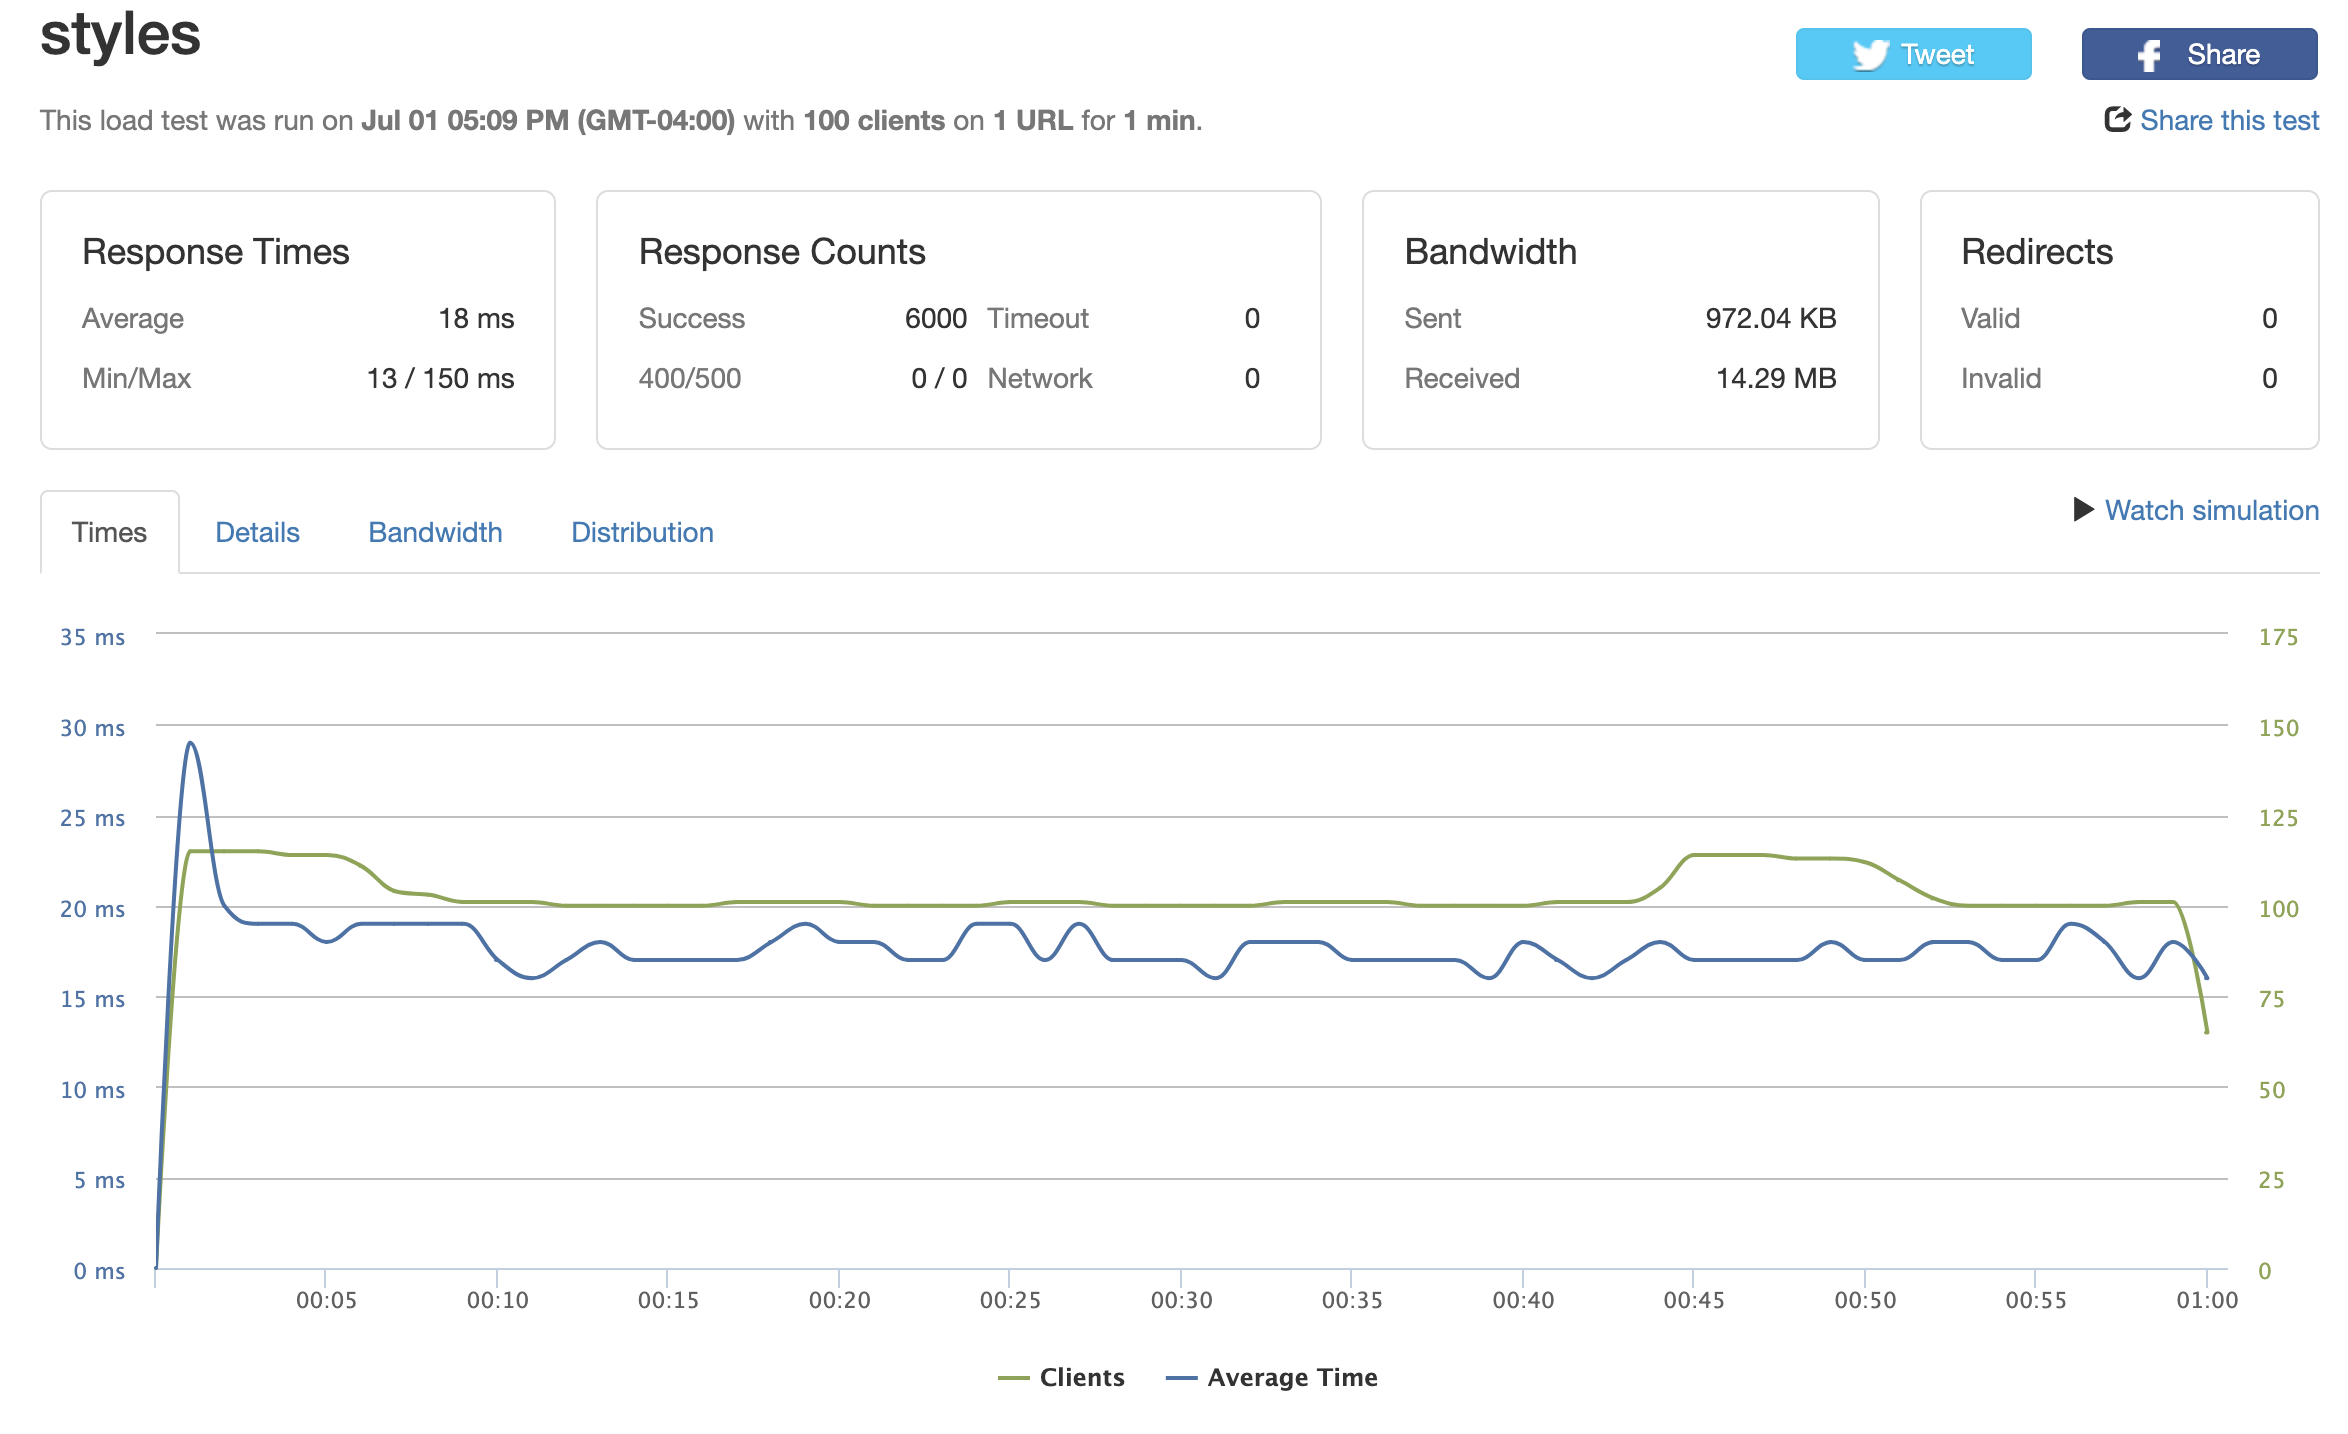 styles
Tweet
Share
This load test was run on Jul 01 05:09 PM (GMT-04:00) with 100 clients on 1 URL for 1 min.
Share this test
Response Times
Average 18 ms
Min/Max 13 / 150 ms
Response Counts
Success 6000 Timeout 0
400/500 0 / 0 Network 0
Bandwidth
Sent 972.04 KB
Received 14.29 MB
Redirects
Valid 0
Invalid 0
Times Details Bandwidth Distribution
Watch simulation
35 ms 175
30 ms 150
25 ms 125
20 ms 100
15 ms 75
10 ms 50
5 ms 25
0 ms 0
00:05 00:10 00:15 00:20 00:25 00:30 00:35 00:40 00:45 00:50 00:55 01:00
Clients Average Time